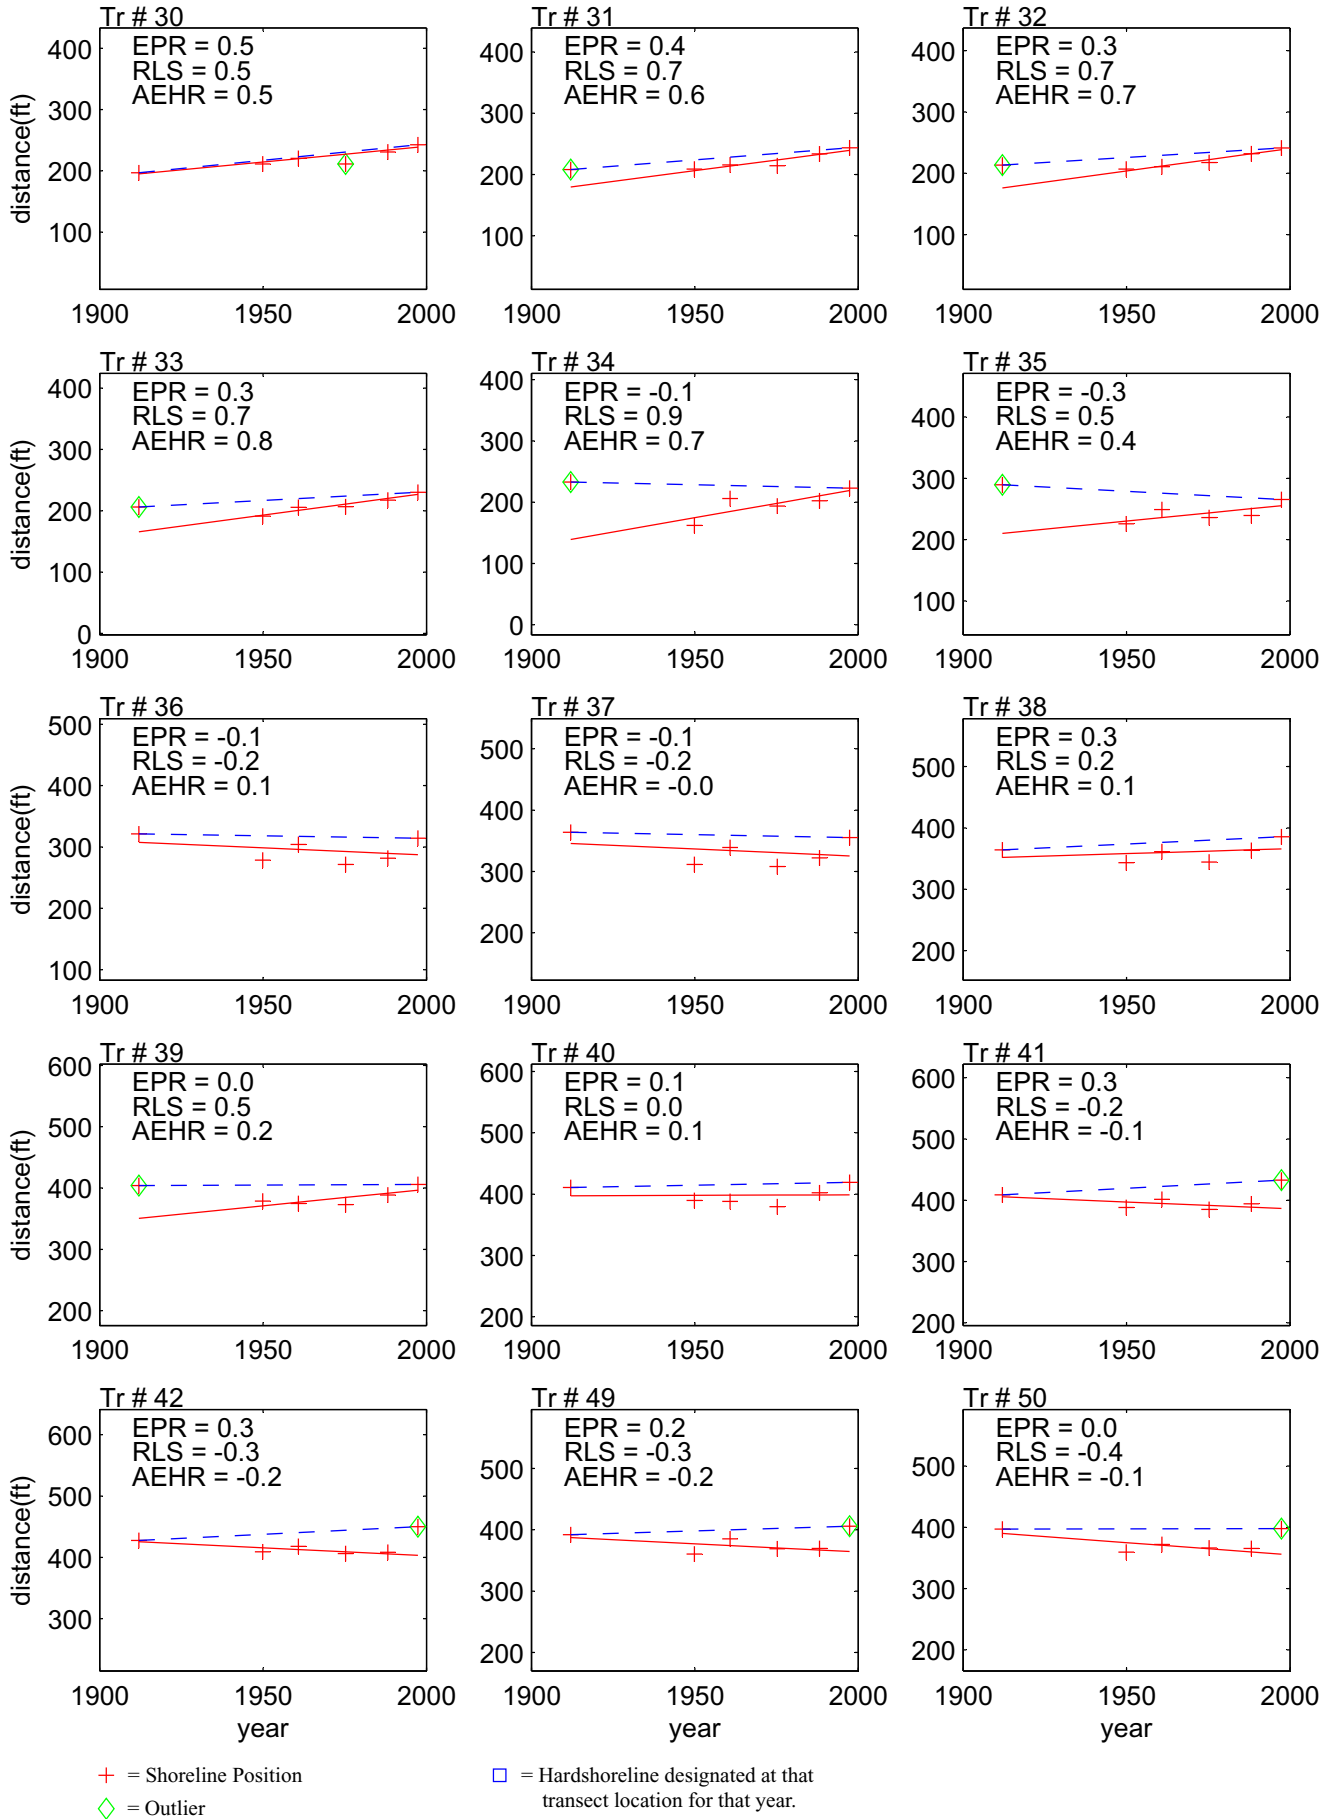 Tr # 30
EPR = 0.5
RLS = 0.5
AEHR = 0.5
400
300
200
100
distance(ft)
1900
1950
2000
Tr # 31
EPR = 0.4
RLS = 0.7
AEHR = 0.6
400
300
200
100
1900
1950
2000
Tr # 32
EPR = 0.3
RLS = 0.7
AEHR = 0.7
400
300
200
100
1900
1950
2000
Tr # 33
EPR = 0.3
RLS = 0.7
AEHR = 0.8
400
300
200
100
0
distance(ft)
1900
1950
2000
Tr # 34
EPR = -0.1
RLS = 0.9
AEHR = 0.7
400
300
200
100
0
1900
1950
2000
Tr # 35
EPR = -0.3
RLS = 0.5
AEHR = 0.4
400
300
200
100
1900
1950
2000
Tr # 36
EPR = -0.1
RLS = -0.2
AEHR = 0.1
500
400
300
200
100
distance(ft)
1900
1950
2000
Tr # 37
EPR = -0.1
RLS = -0.2
AEHR = -0.0
500
400
300
200
1900
1950
2000
Tr # 38
EPR = 0.3
RLS = 0.2
AEHR = 0.1
500
400
300
200
1900
1950
2000
Tr # 39
EPR = 0.0
RLS = 0.5
AEHR = 0.2
600
500
400
300
200
distance(ft)
1900
1950
2000
Tr # 40
EPR = 0.1
RLS = 0.0
AEHR = 0.1
600
500
400
300
200
1900
1950
2000
Tr # 41
EPR = 0.3
RLS = -0.2
AEHR = -0.1
600
500
400
300
200
1900
1950
2000
Tr # 42
EPR = 0.3
RLS = -0.3
AEHR = -0.2
600
500
400
300
distance(ft)
1900
1950
2000
year
Tr # 49
EPR = 0.2
RLS = -0.3
AEHR = -0.2
500
400
300
200
1900
1950
2000
year
Tr # 50
EPR = 0.0
RLS = -0.4
AEHR = -0.1
500
400
300
200
1900
1950
2000
year
= Shoreline Position
= Outlier
= Hardshoreline designated at that
transect location for that year.